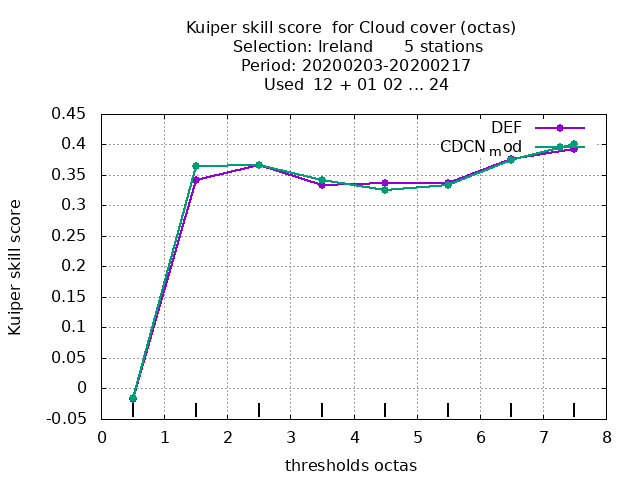 Kuiper skill score  for Cloud cover (octas)
Selection: Ireland      5 stations
Period: 20200203-20200217
Used  12 + 01 02 ... 24
DEF
CDCN_mod
Kuiper skill score
0.45
0.4
0.35
0.3
0.25
0.2
0.15
0.1
0.05
0
-0.05
0 1 2 3 4 5 6 7 8
thresholds octas